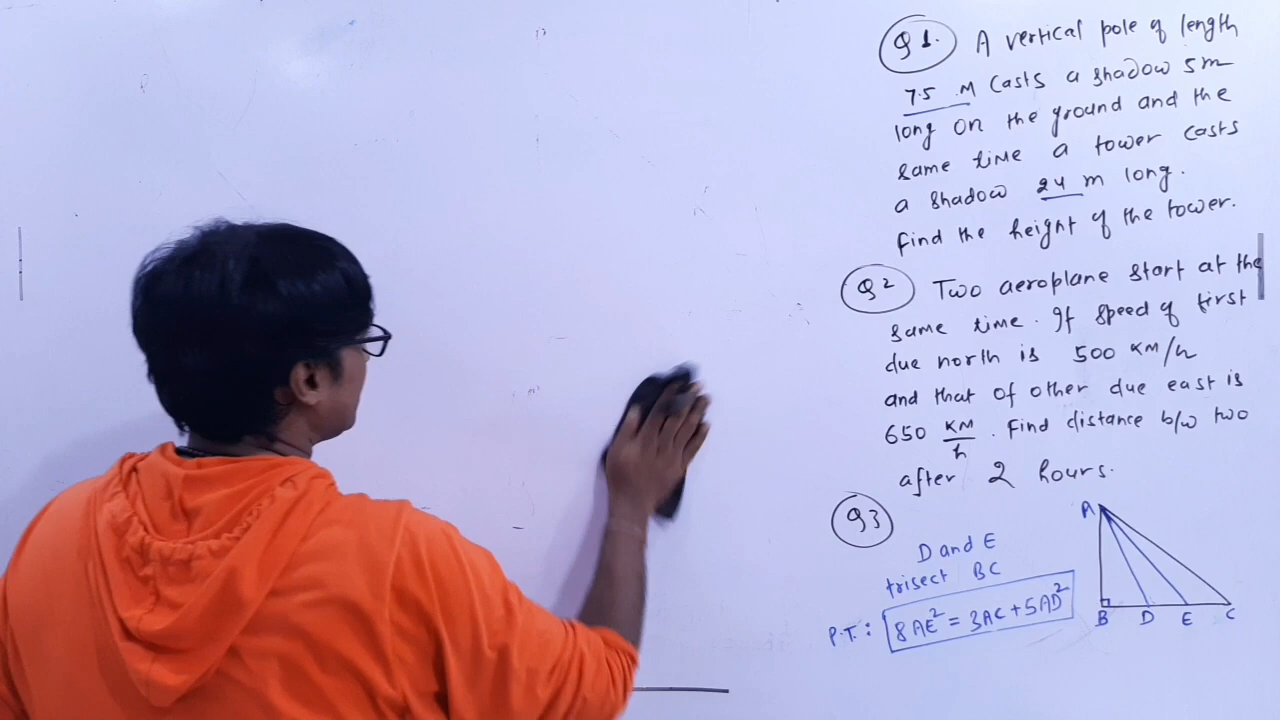 Q1. A vertical pole of length
7.5 M casts a shadow 5m
long on the ground and the
same time a tower casts
a shadow 24 m long.
Find the height of the tower.
Q2 Two aeroplane start at the
same time. If speed of first
due north is 500 KM/h
and that of other due east is
650 KM/h. Find distance b/w two
after 2 hours.
Q3
D and E
trisect BC
P.T.: 8AE² = 3AC + 5AD²
A
B D E C